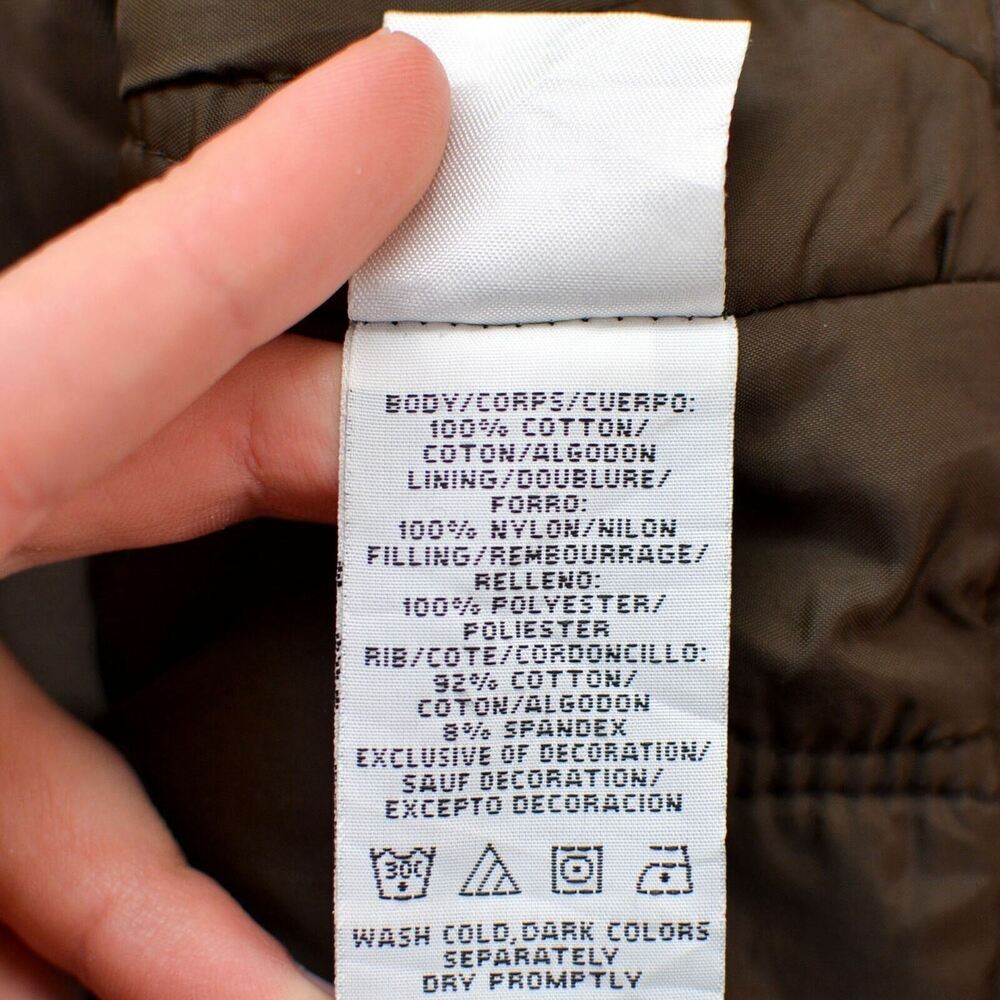 BODY/CORPS/CUERPO:
100% COTTON/
COTON/ALGODON
LINING/DOUBLURE/
FORRO:
100% NYLON/NILON
FILLING/REMBOURRAGE/
RELLENO:
100% POLYESTER/
POLIESTER
RIB/COTE/CORDONCILLO:
92% COTTON/
COTON/ALGODON
8% SPANDEX
EXCLUSIVE OF DECORATION/
SAUF DECORATION/
EXCEPTO DECORACION
30C
WASH COLD,DARK COLORS
SEPARATELY
DRY PROMPTLY